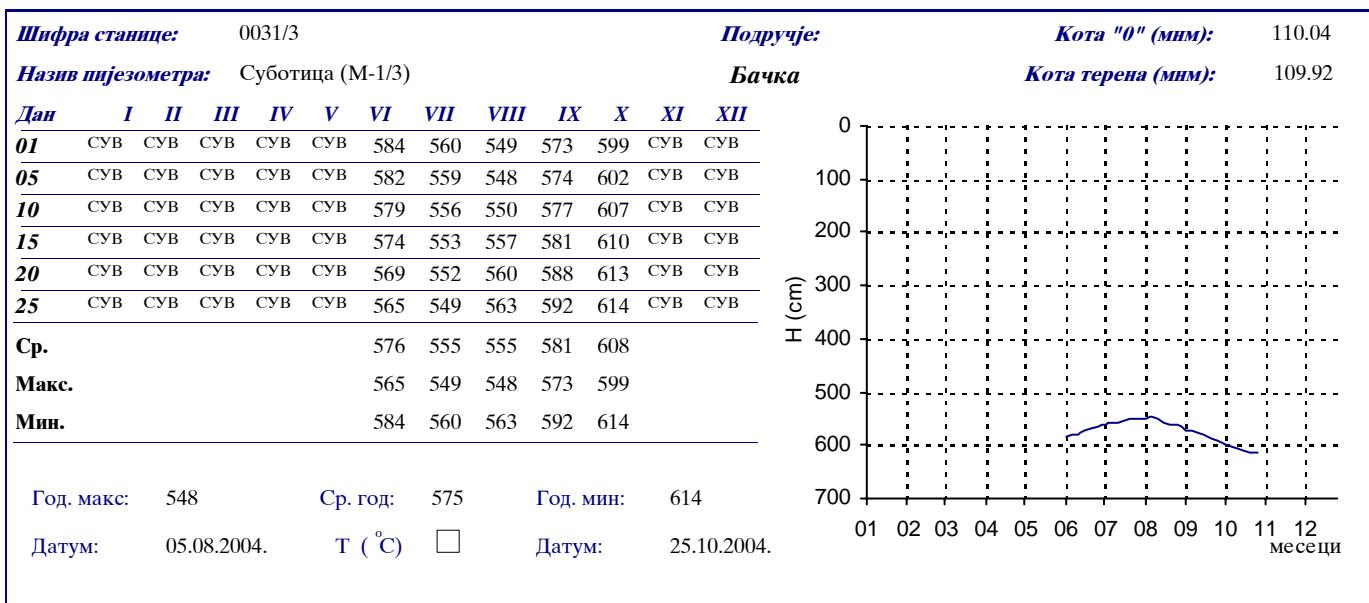 Шифра станице: 0031/3 Подручје: Кота "0" (мнм): 110.04
Назив пијезометра: Суботица (М-1/3) Бачка Кота терена (мнм): 109.92
Дан I II III IV V VI VII VIII IX X XI XII
01 СУВ СУВ СУВ СУВ СУВ 584 560 549 573 599 СУВ СУВ
05 СУВ СУВ СУВ СУВ СУВ 582 559 548 574 602 СУВ СУВ
10 СУВ СУВ СУВ СУВ СУВ 579 556 550 577 607 СУВ СУВ
15 СУВ СУВ СУВ СУВ СУВ 574 553 557 581 610 СУВ СУВ
20 СУВ СУВ СУВ СУВ СУВ 569 552 560 588 613 СУВ СУВ
25 СУВ СУВ СУВ СУВ СУВ 565 549 563 592 614 СУВ СУВ
Ср. 576 555 555 581 608
Макс. 565 549 548 573 599
Мин. 584 560 563 592 614
Год. макс: 548 Ср. год: 575 Год. мин: 614
Датум: 05.08.2004. Т ( °C) Датум: 25.10.2004.
H (cm)
0
100
200
300
400
500
600
700
01 02 03 04 05 06 07 08 09 10 11 12
месеци